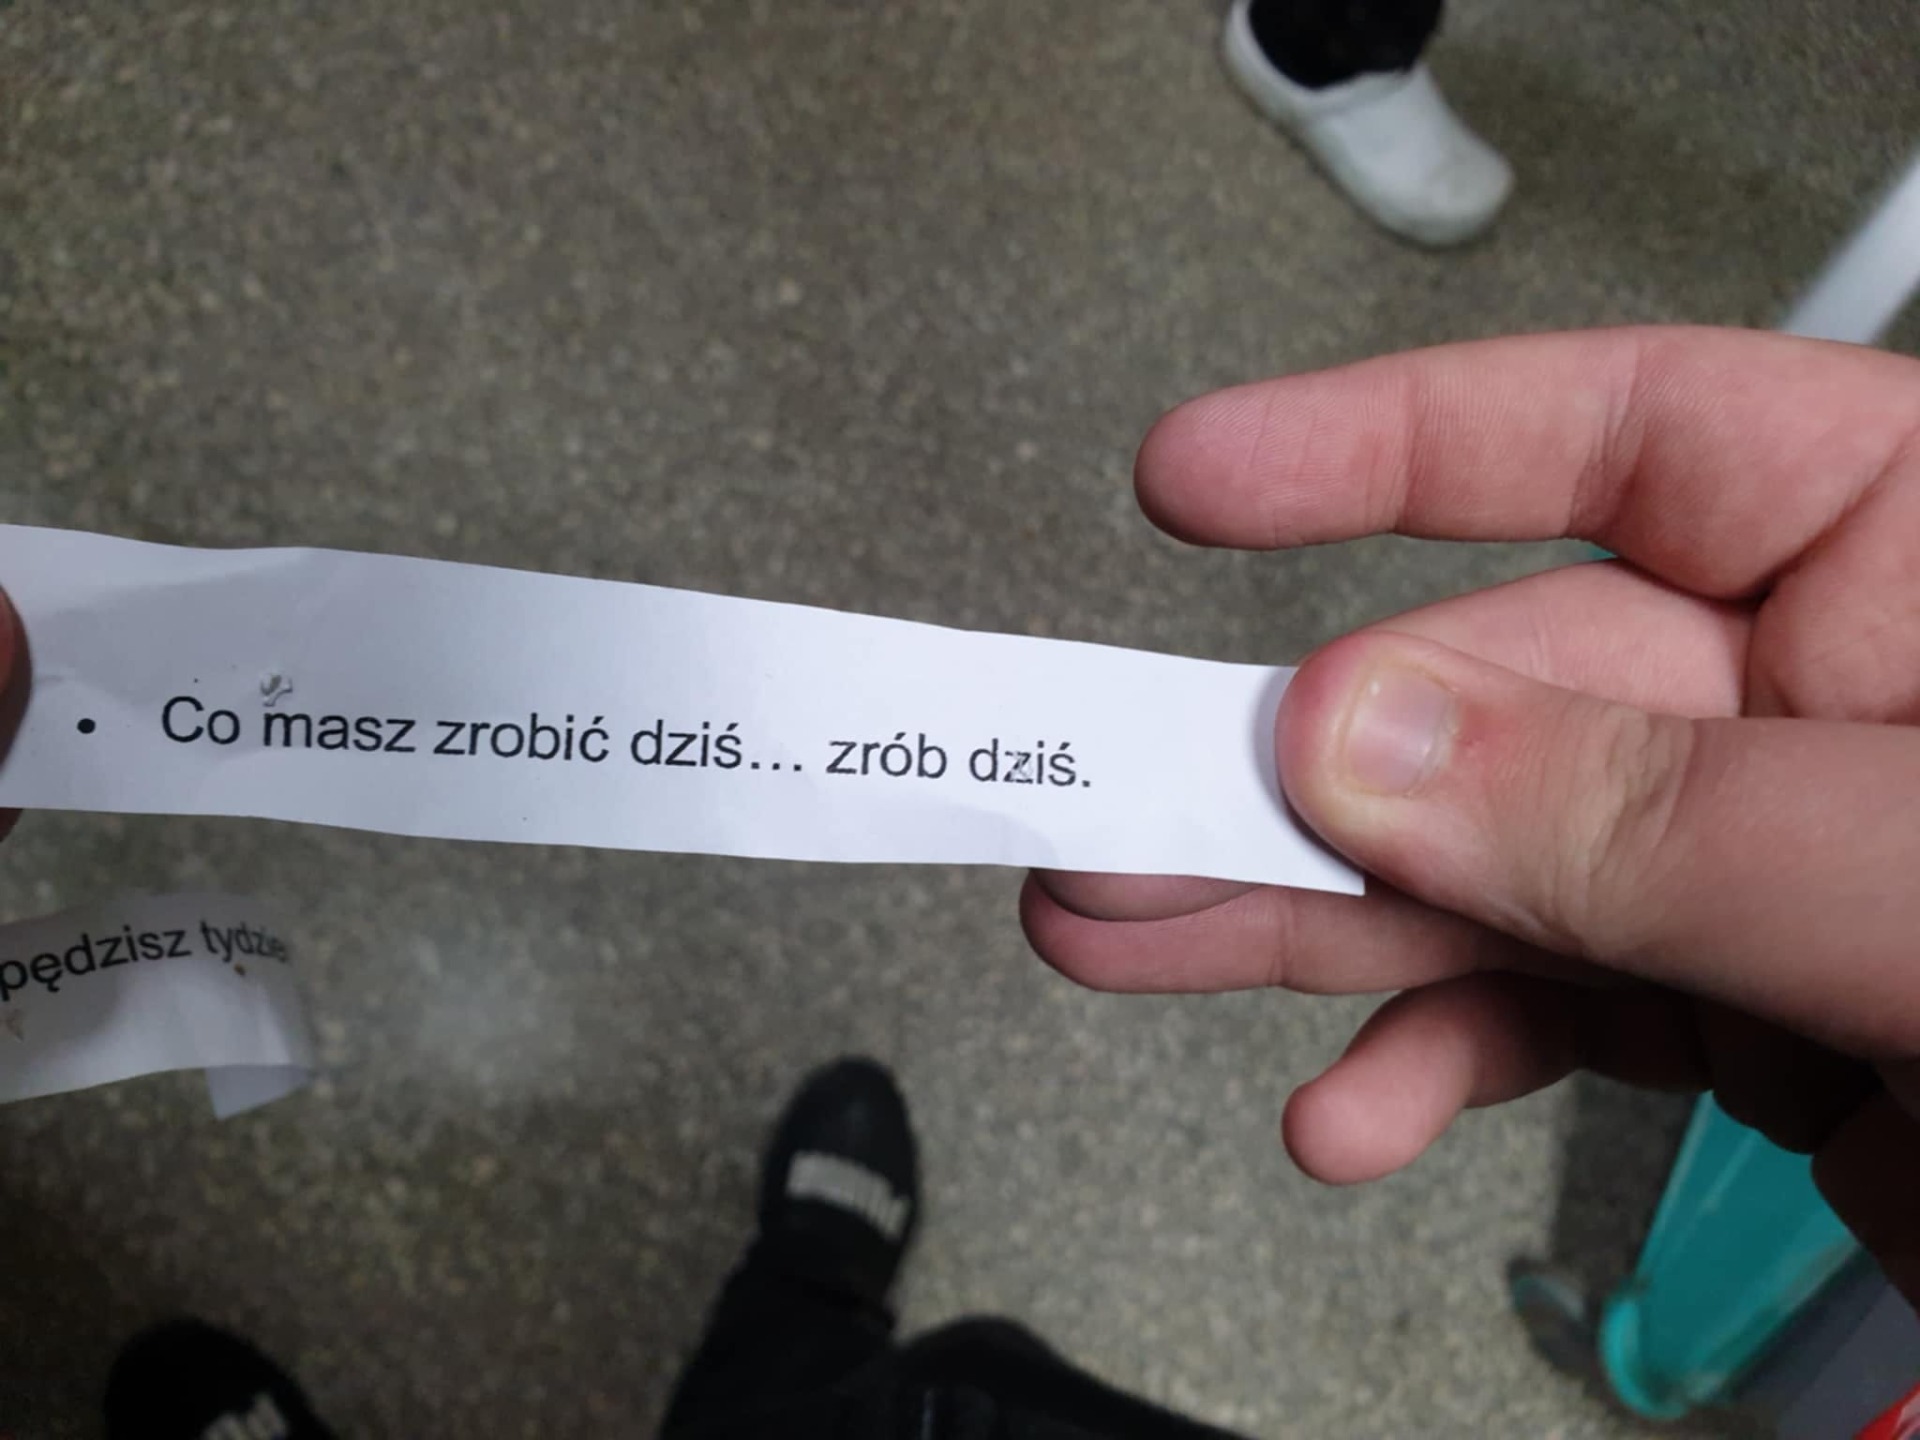 • Co masz zrobić dziś... zrób dziś.
pędzisz